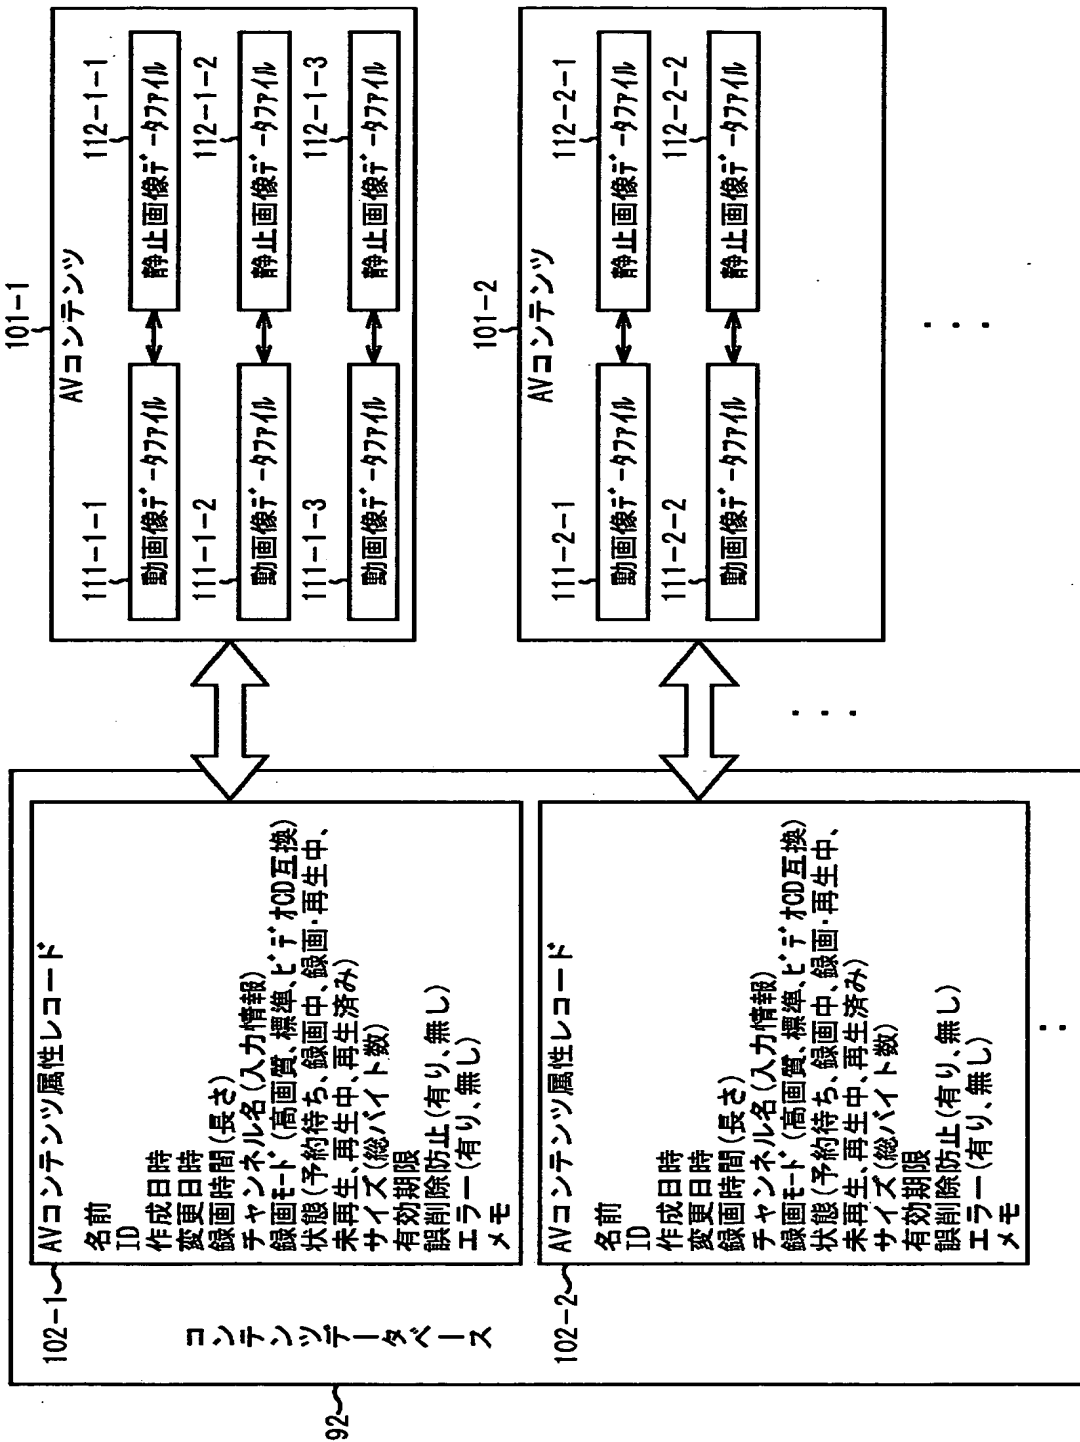 92
コンテンツデータベース
102-1
AVコンテンツ属性レコード
名前
ID
作成日時
変更日時
録画時間(長さ)
チャンネル名(入力情報)
録画ﾓｰﾄﾞ(高画質、標準、ﾋﾞﾃﾞｵCD互換)
状態(予約待ち、録画中、録画・再生中、
未再生、再生中、再生済み)
サイズ(総バイト数)
有効期限
誤削除防止(有り、無し)
エラー(有り、無し)
メモ
102-2
AVコンテンツ属性レコード
名前
ID
作成日時
変更日時
録画時間(長さ)
チャンネル名(入力情報)
録画ﾓｰﾄﾞ(高画質、標準、ﾋﾞﾃﾞｵCD互換)
状態(予約待ち、録画中、録画・再生中、
未再生、再生中、再生済み)
サイズ(総バイト数)
有効期限
誤削除防止(有り、無し)
エラー(有り、無し)
メモ
101-1
AVコンテンツ
111-1-1
動画像ﾃﾞｰﾀﾌｧｲﾙ
112-1-1
静止画像ﾃﾞｰﾀﾌｧｲﾙ
111-1-2
動画像ﾃﾞｰﾀﾌｧｲﾙ
112-1-2
静止画像ﾃﾞｰﾀﾌｧｲﾙ
111-1-3
動画像ﾃﾞｰﾀﾌｧｲﾙ
112-1-3
静止画像ﾃﾞｰﾀﾌｧｲﾙ
101-2
AVコンテンツ
111-2-1
動画像ﾃﾞｰﾀﾌｧｲﾙ
112-2-1
静止画像ﾃﾞｰﾀﾌｧｲﾙ
111-2-2
動画像ﾃﾞｰﾀﾌｧｲﾙ
112-2-2
静止画像ﾃﾞｰﾀﾌｧｲﾙ